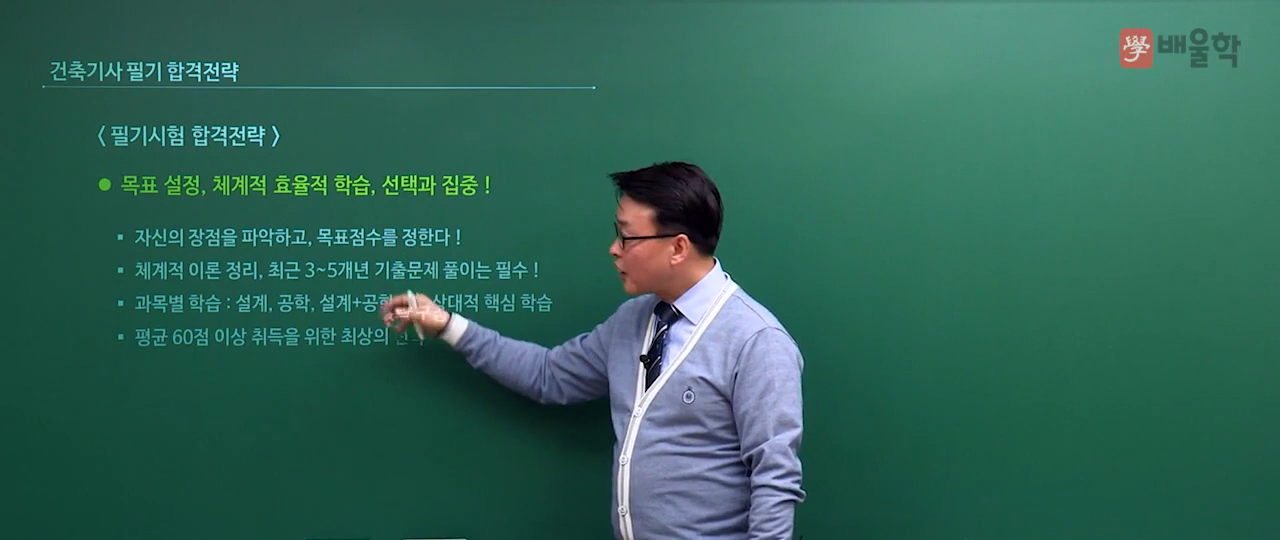 學 배울학
건축기사 필기 합격전략
< 필기시험 합격전략 >
● 목표 설정, 체계적 효율적 학습, 선택과 집중 !
▪ 자신의 장점을 파악하고, 목표점수를 정한다 !
▪ 체계적 이론 정리, 최근 3~5개년 기출문제 풀이는 필수 !
▪ 과목별 학습 : 설계, 공학, 설계+공학 상대적 핵심 학습
▪ 평균 60점 이상 취득을 위한 최상의